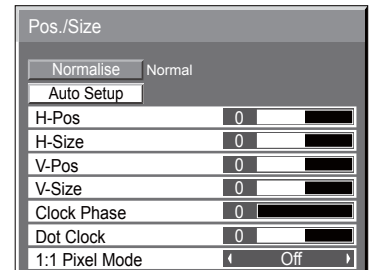 Pos./Size
Normalise Normal
Auto Setup
H-Pos 0
H-Size 0
V-Pos 0
V-Size 0
Clock Phase 0
Dot Clock 0
1:1 Pixel Mode Off